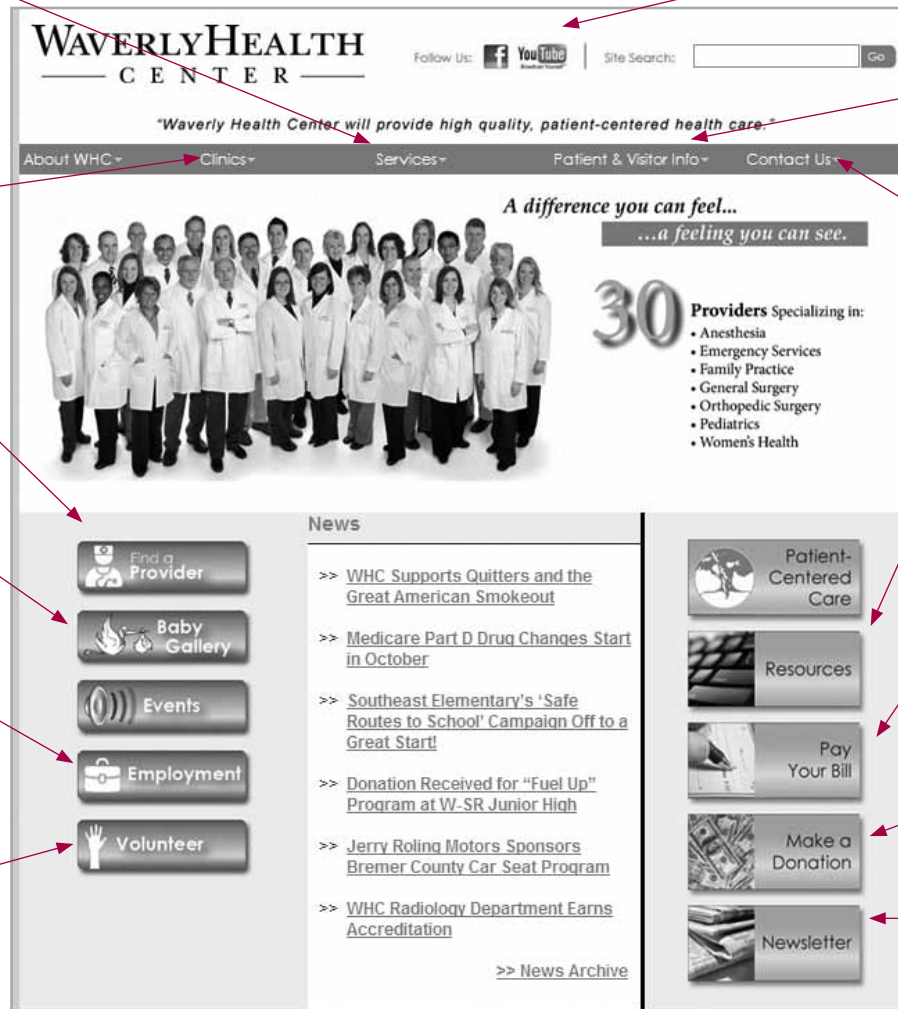 WAVERLYHEALTH
CENTER
Follow Us:
f
You Tube
Site Search:
Go
"Waverly Health Center will provide high quality, patient-centered health care."
About WHC
Clinics
Services
Patient & Visitor Info
Contact Us
A difference you can feel...
...a feeling you can see.
30
Providers Specializing in:
• Anesthesia
• Emergency Services
• Family Practice
• General Surgery
• Orthopedic Surgery
• Pediatrics
• Women's Health
Find a
Provider
Baby
Gallery
Events
Employment
Volunteer
News
>> WHC Supports Quitters and the
Great American Smokeout
>> Medicare Part D Drug Changes Start
in October
>> Southeast Elementary's 'Safe
Routes to School' Campaign Off to a
Great Start!
>> Donation Received for "Fuel Up"
Program at W-SR Junior High
>> Jerry Roling Motors Sponsors
Bremer County Car Seat Program
>> WHC Radiology Department Earns
Accreditation
>> News Archive
Patient-
Centered
Care
Resources
Pay
Your Bill
Make a
Donation
Newsletter